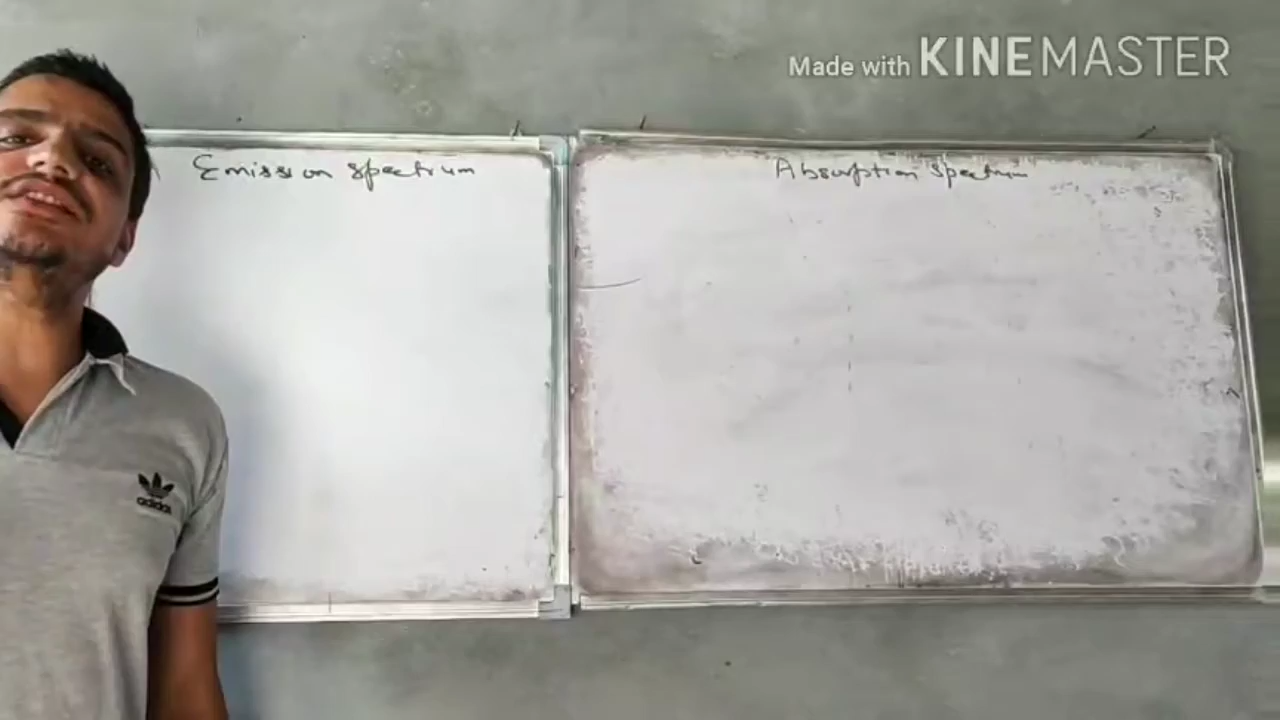 Made with KINEMASTER
Emission spectrum
Absorption spectrum
adidas